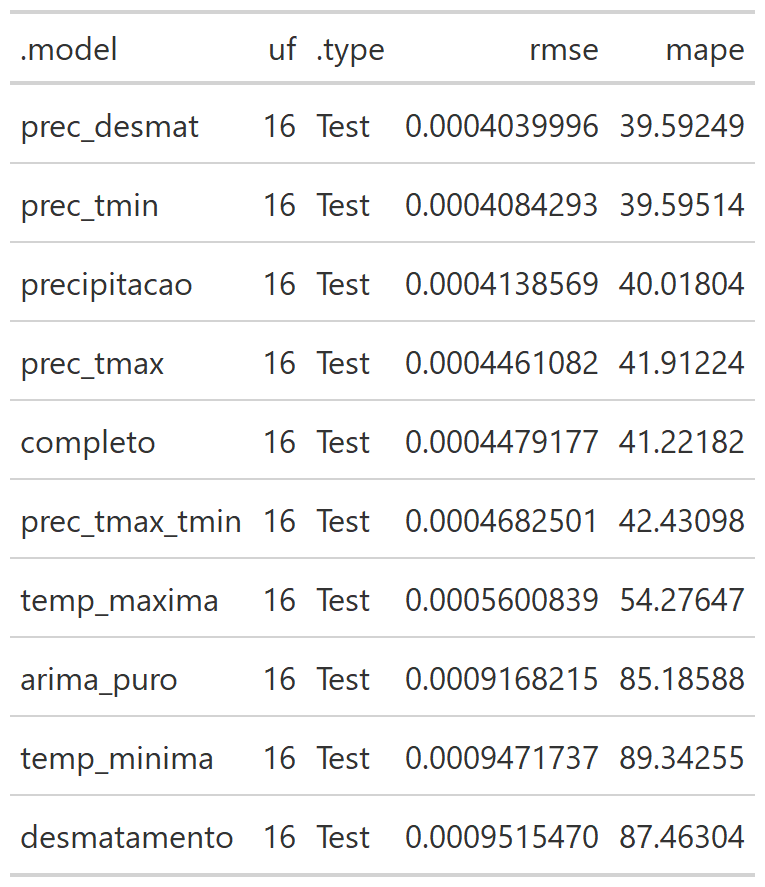 .model uf .type rmse mape
prec_desmat 16 Test 0.0004039996 39.59249
prec_tmin 16 Test 0.0004084293 39.59514
precipitacao 16 Test 0.0004138569 40.01804
prec_tmax 16 Test 0.0004461082 41.91224
completo 16 Test 0.0004479177 41.22182
prec_tmax_tmin 16 Test 0.0004682501 42.43098
temp_maxima 16 Test 0.0005600839 54.27647
arima_puro 16 Test 0.0009168215 85.18588
temp_minima 16 Test 0.0009471737 89.34255
desmatamento 16 Test 0.0009515470 87.46304